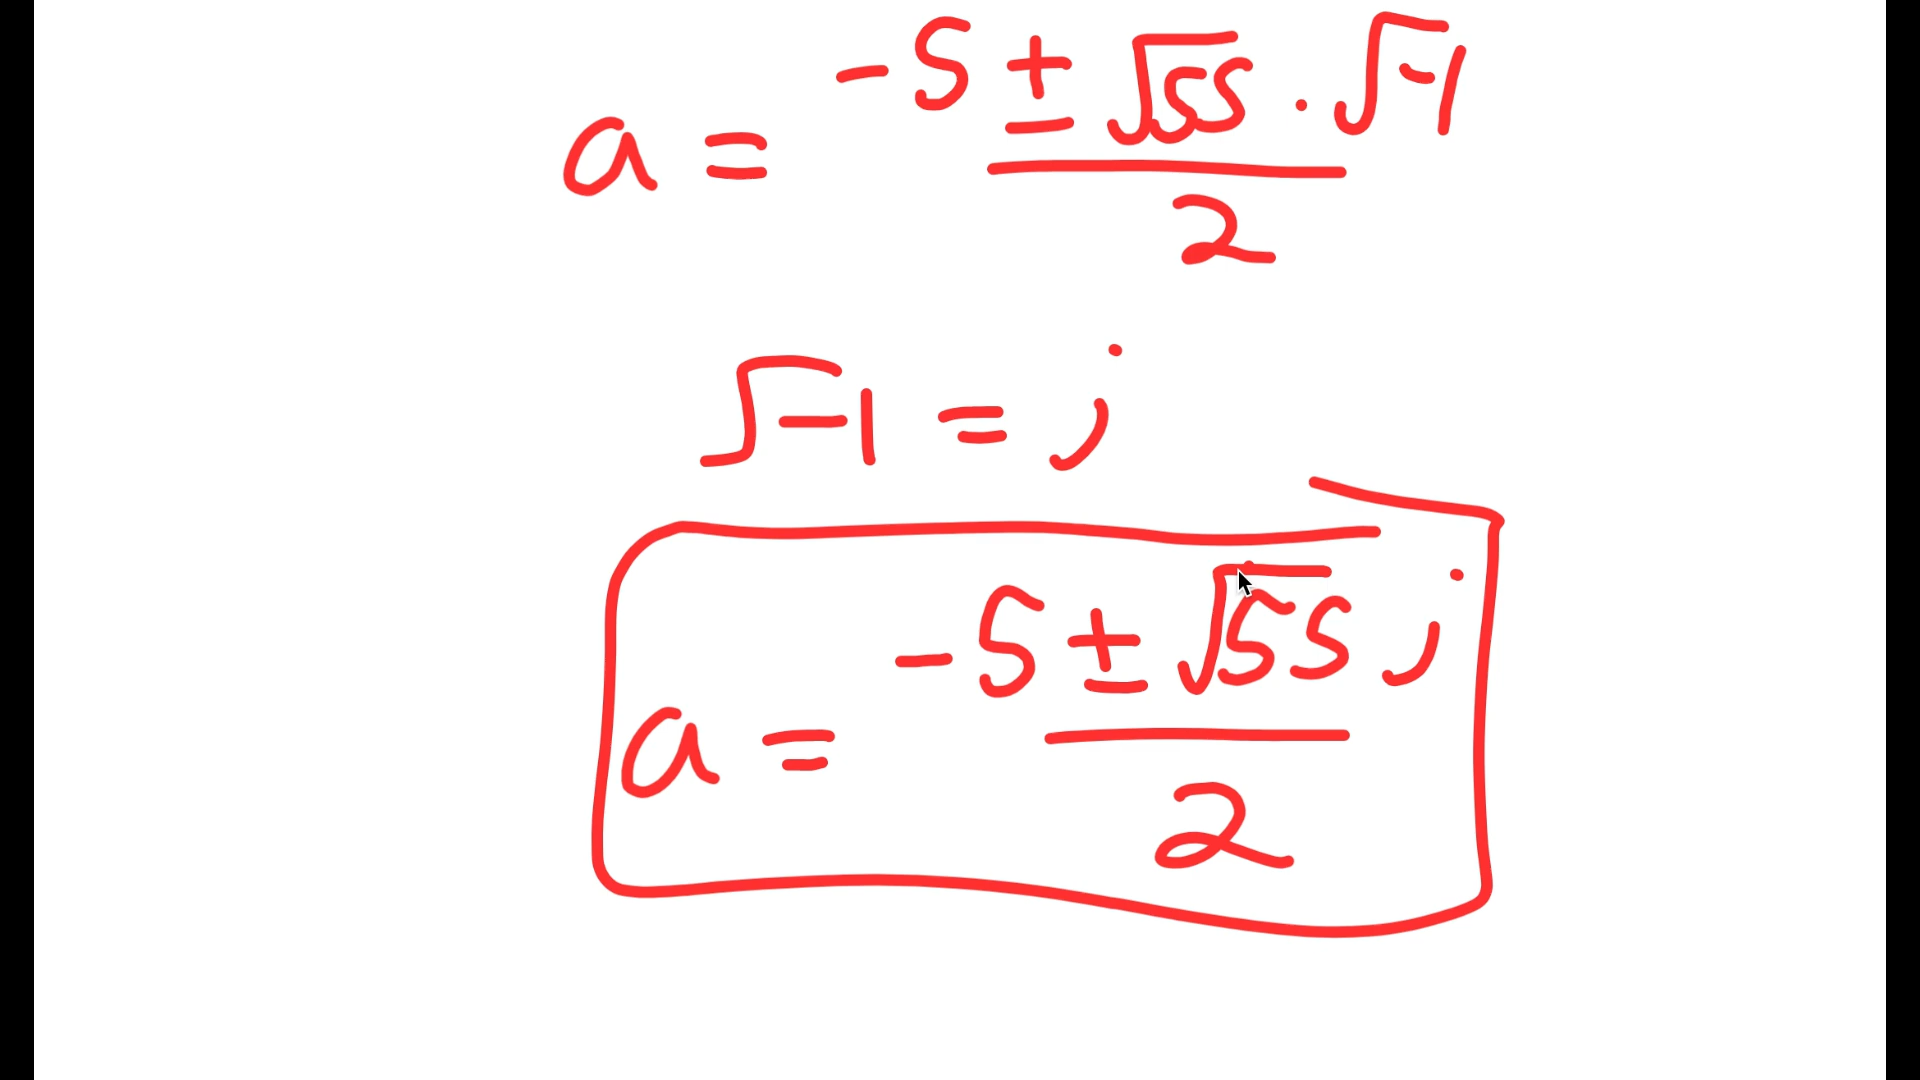 a = (-5 ± √55 · √-1) / 2
√-1 = i
a = (-5 ± √55 i) / 2